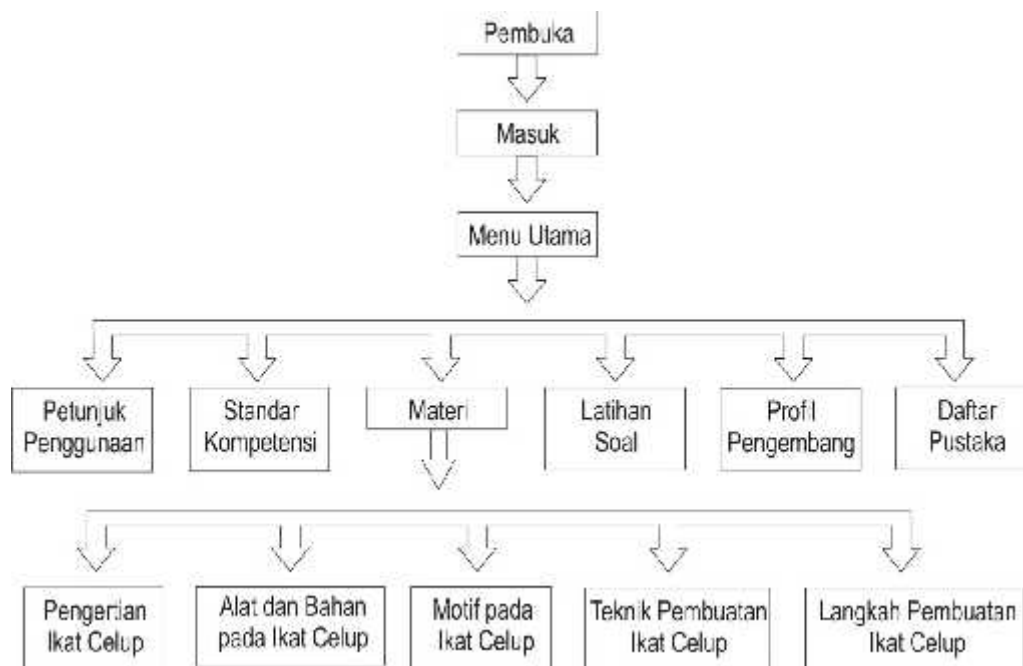 Pembuka
Masuk
Menu Utama
Petunjuk
Penggunaan
Standar
Kompetensi
Materi
Latihan
Soal
Profil
Pengembang
Daftar
Pustaka
Pengertian
Ikat Celup
Alat dan Bahan
pada Ikat Celup
Motif pada
Ikat Celup
Teknik Pembuatan
Ikat Celup
Langkah Pembuatan
Ikat Celup